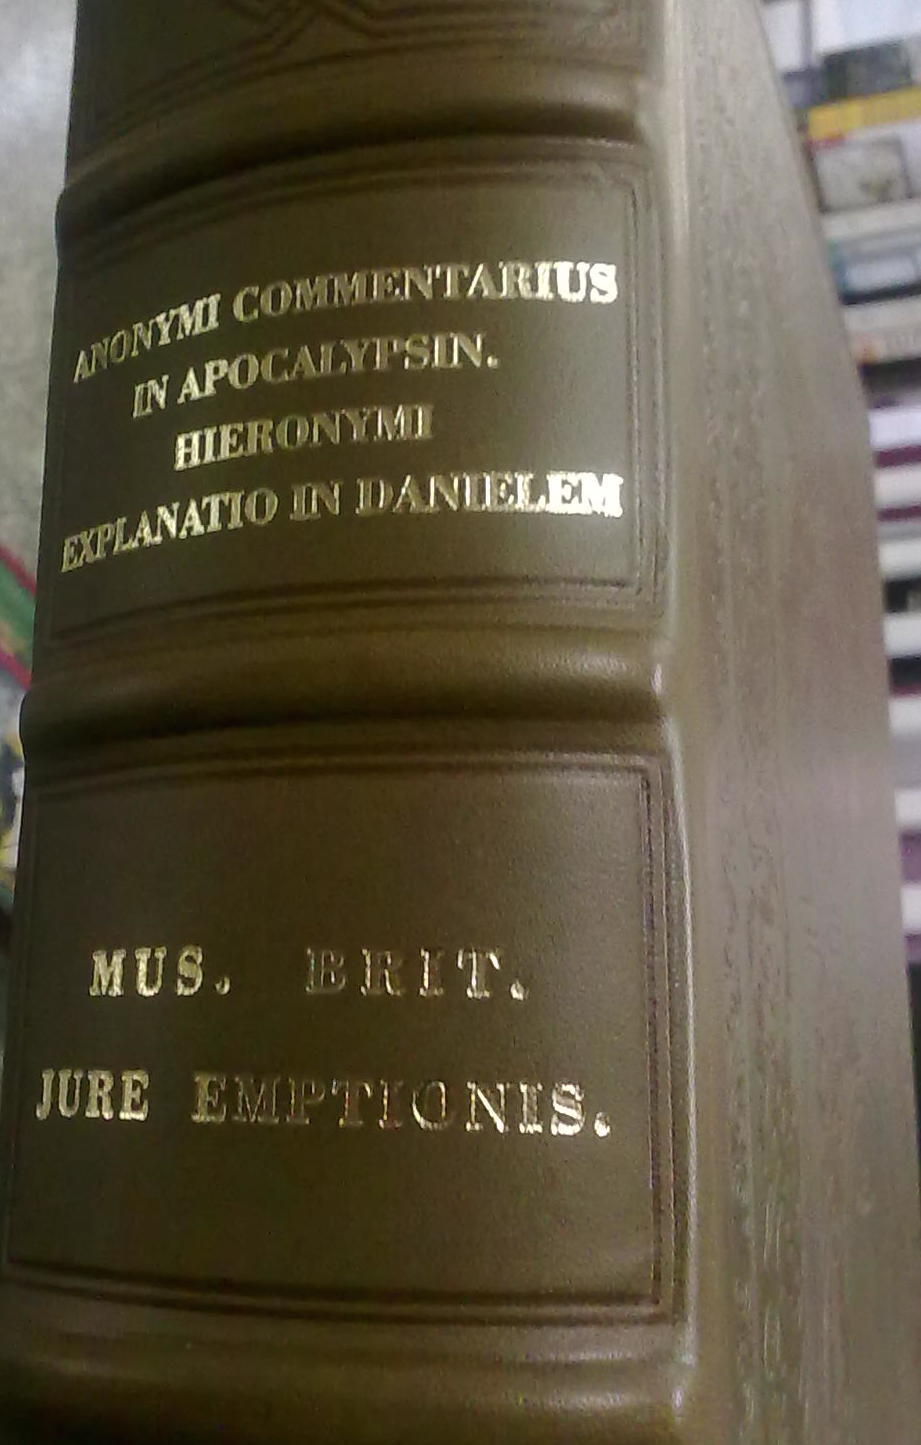 ANONYMI COMMENTARIUS
IN APOCALYPSIN.
HIERONYMI
EXPLANATIO IN DANIELEM
MUS. BRIT.
JURE EMPTIONIS.